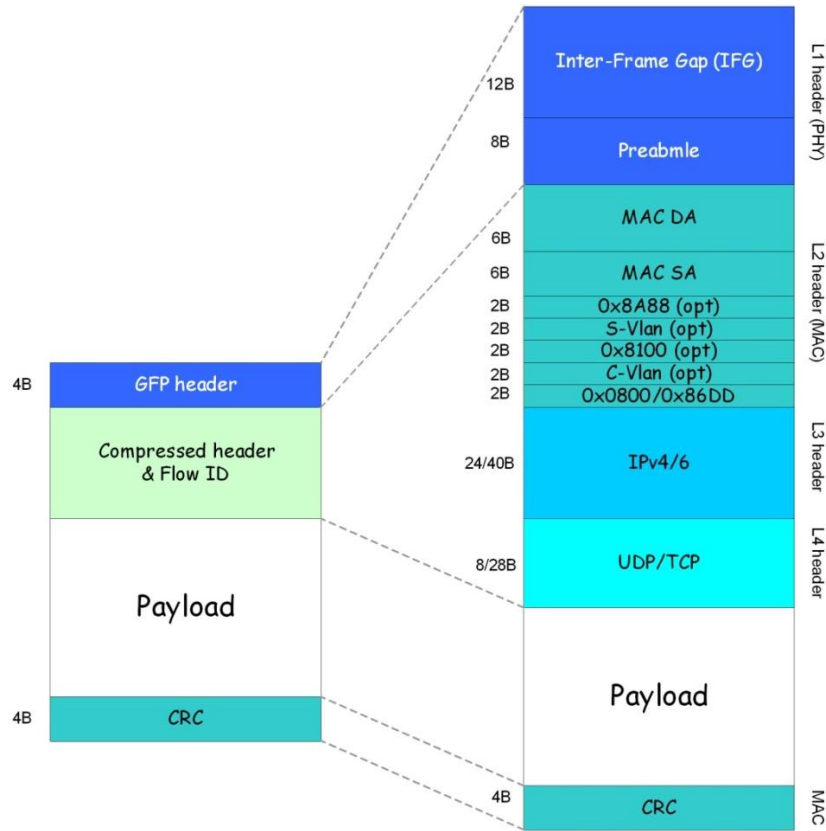 4B
GFP header
Compressed header
& Flow ID
Payload
4B
CRC
12B
Inter-Frame Gap (IFG)
8B
Preabmle
L1 header (PHY)
6B
MAC DA
6B
MAC SA
2B
0x8A88 (opt)
2B
S-Vlan (opt)
2B
0x8100 (opt)
2B
C-Vlan (opt)
2B
0x0800/0x86DD
L2 header (MAC)
24/40B
IPv4/6
L3 header
8/28B
UDP/TCP
L4 header
Payload
4B
CRC
MAC